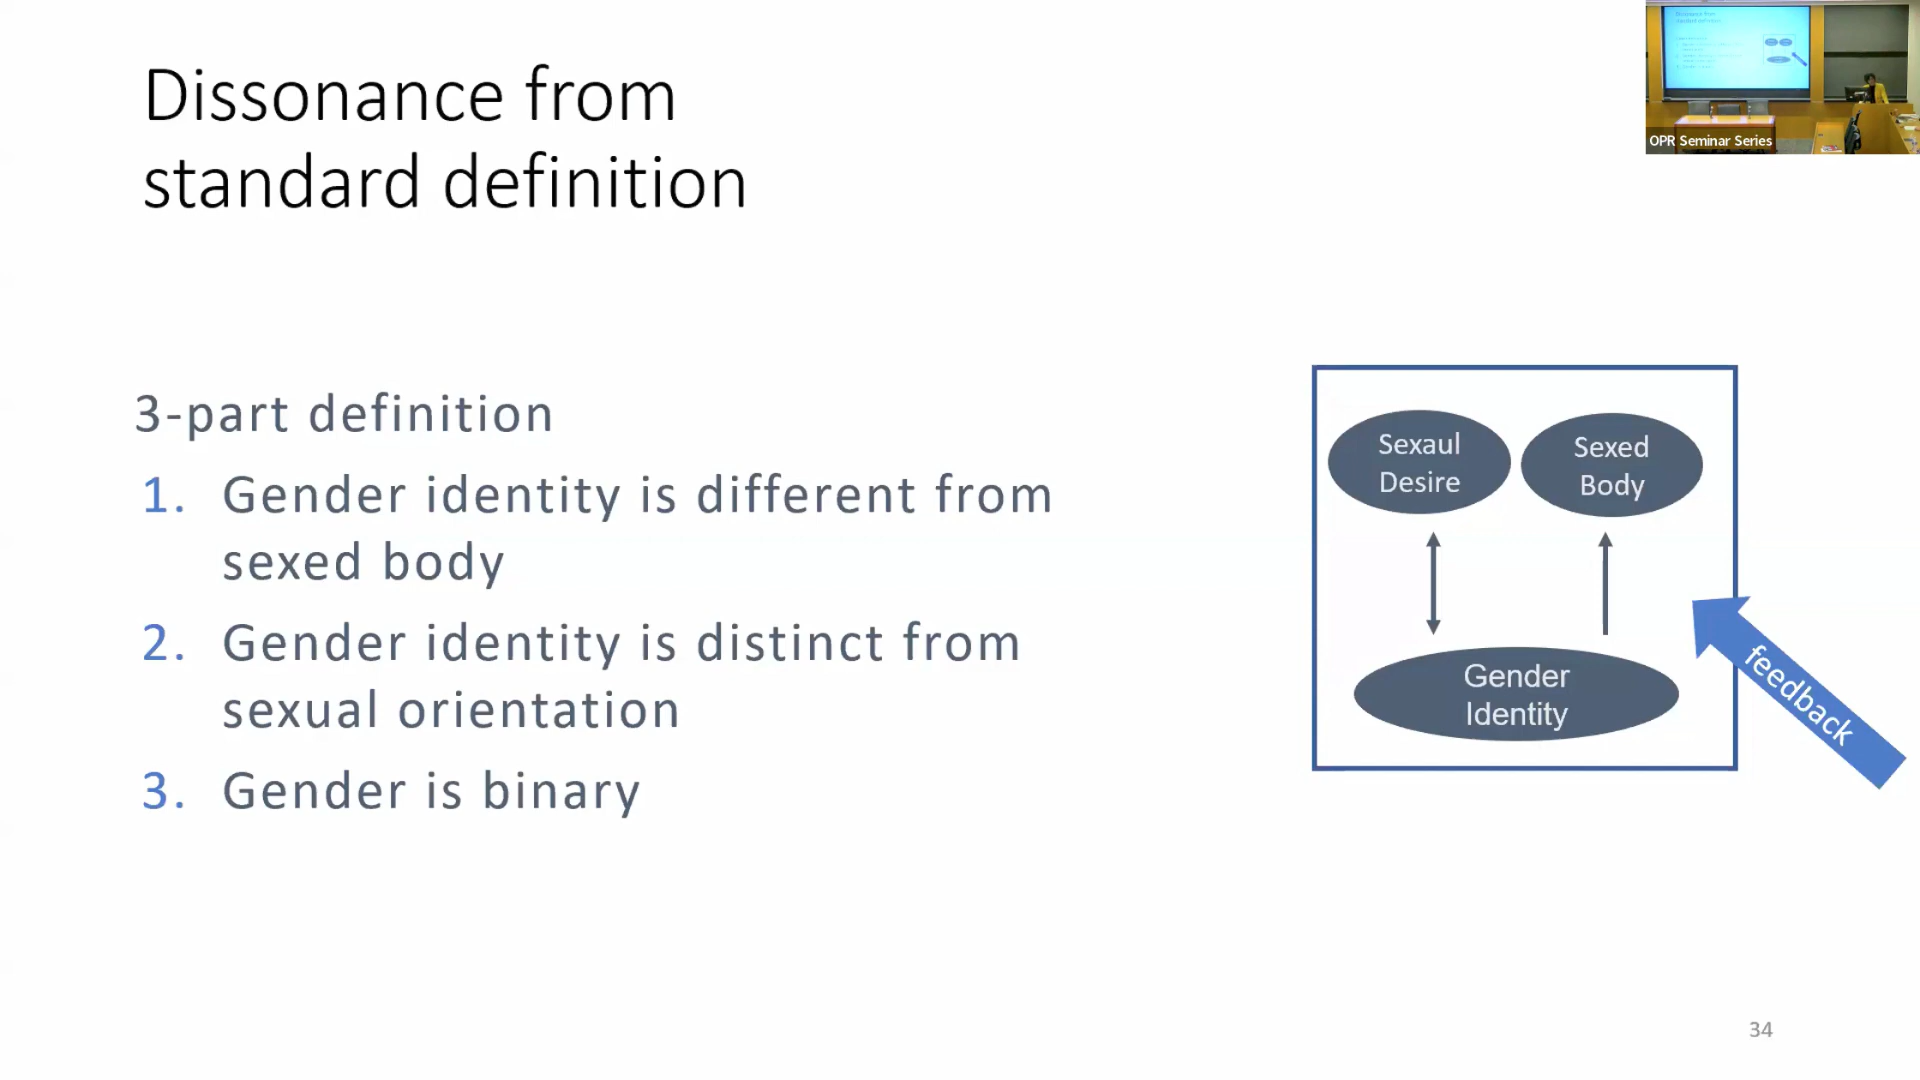 Dissonance from
standard definition
OPR Seminar Series
3-part definition
1. Gender identity is different from
sexed body
2. Gender identity is distinct from
sexual orientation
3. Gender is binary
Sexaul
Desire
Sexed
Body
Gender
Identity
feedback
34